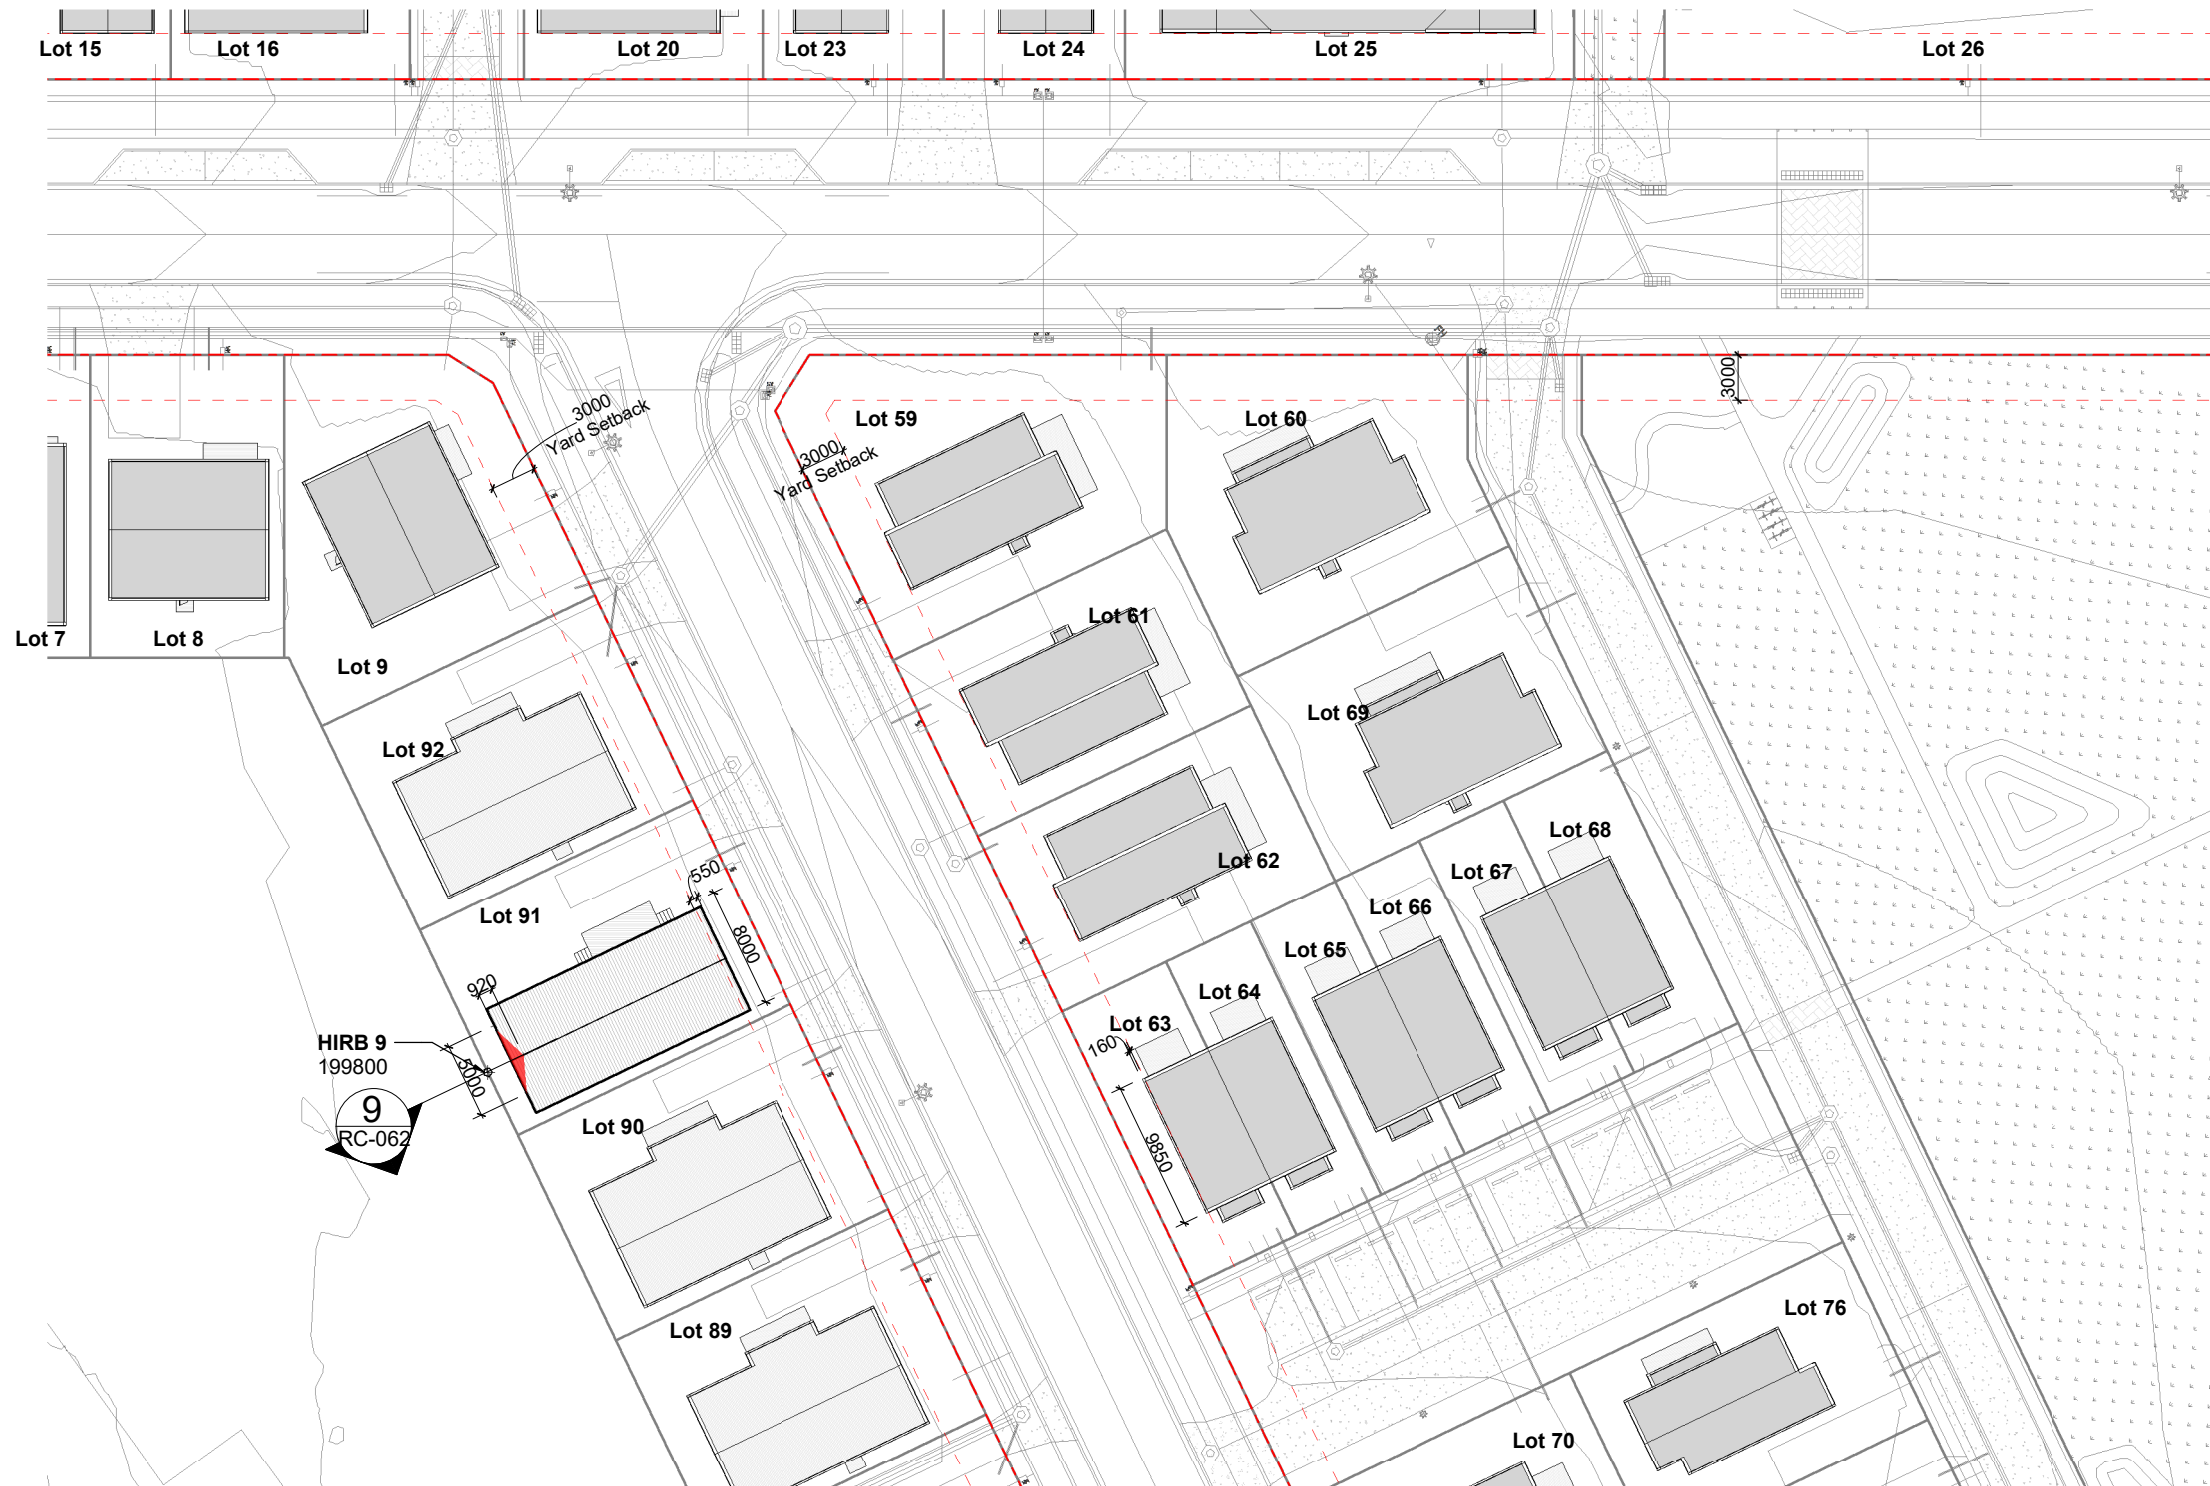 Lot 15
Lot 16
Lot 20
Lot 23
Lot 24
Lot 25
Lot 26
3000
3000
Yard Setback
3000
Yard Setback
Lot 59
Lot 60
Lot 7
Lot 8
Lot 9
Lot 61
Lot 69
Lot 92
Lot 62
Lot 68
Lot 67
Lot 66
Lot 65
Lot 64
Lot 63
550
Lot 91
8000
920
HIRB 9
199800
5000
9
RC-062
160
9850
Lot 90
Lot 89
Lot 76
Lot 70